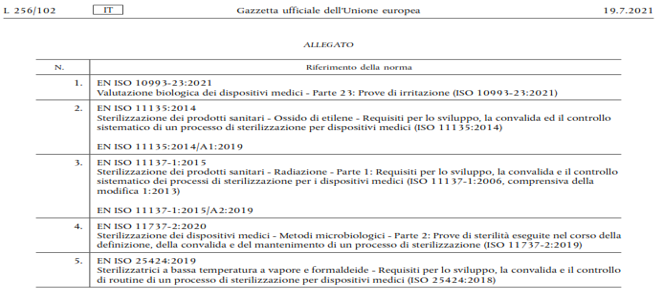 L 256/102 IT Gazzetta ufficiale dell'Unione europea 19.7.2021
ALLEGATO
N. Riferimento della norma
1. EN ISO 10993-23:2021
Valutazione biologica dei dispositivi medici - Parte 23: Prove di irritazione (ISO 10993-23:2021)
2. EN ISO 11135:2014
Sterilizzazione dei prodotti sanitari - Ossido di etilene - Requisiti per lo sviluppo, la convalida ed il controllo
sistematico di un processo di sterilizzazione per dispositivi medici (ISO 11135:2014)
EN ISO 11135:2014/A1:2019
3. EN ISO 11137-1:2015
Sterilizzazione dei prodotti sanitari - Radiazione - Parte 1: Requisiti per lo sviluppo, la convalida e il controllo
sistematico dei processi di sterilizzazione per i dispositivi medici (ISO 11137-1:2006, comprensiva della
modifica 1:2013)
EN ISO 11137-1:2015/A2:2019
4. EN ISO 11737-2:2020
Sterilizzazione dei dispositivi medici - Metodi microbiologici - Parte 2: Prove di sterilità eseguite nel corso della
definizione, della convalida e del mantenimento di un processo di sterilizzazione (ISO 11737-2:2019)
5. EN ISO 25424:2019
Sterilizzatrici a bassa temperatura a vapore e formaldeide - Requisiti per lo sviluppo, la convalida e il controllo
di routine di un processo di sterilizzazione per dispositivi medici (ISO 25424:2018)